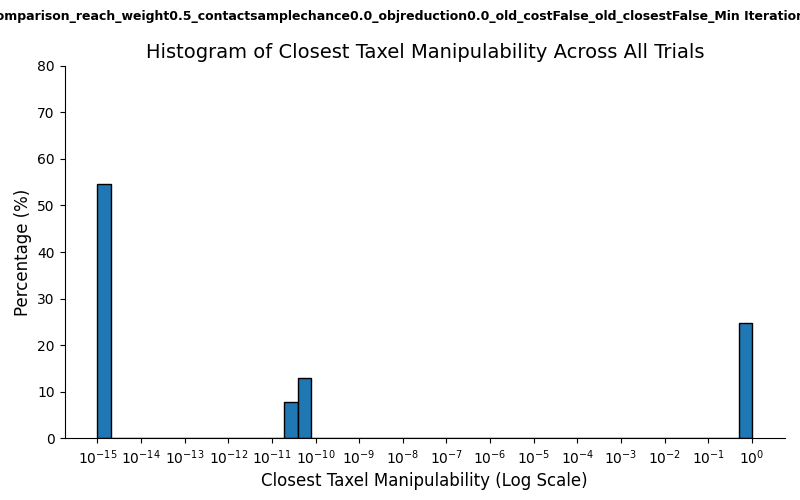 omparison_reach_weight0.5_contactsamplechance0.0_objreduction0.0_old_costFalse_old_closestFalse_Min Iteration
Histogram of Closest Taxel Manipulability Across All Trials
80
70
60
50
40
30
20
10
0
Percentage (%)
10⁻¹⁵ 10⁻¹⁴ 10⁻¹³ 10⁻¹² 10⁻¹¹ 10⁻¹⁰ 10⁻⁹ 10⁻⁸ 10⁻⁷ 10⁻⁶ 10⁻⁵ 10⁻⁴ 10⁻³ 10⁻² 10⁻¹ 10⁰
Closest Taxel Manipulability (Log Scale)